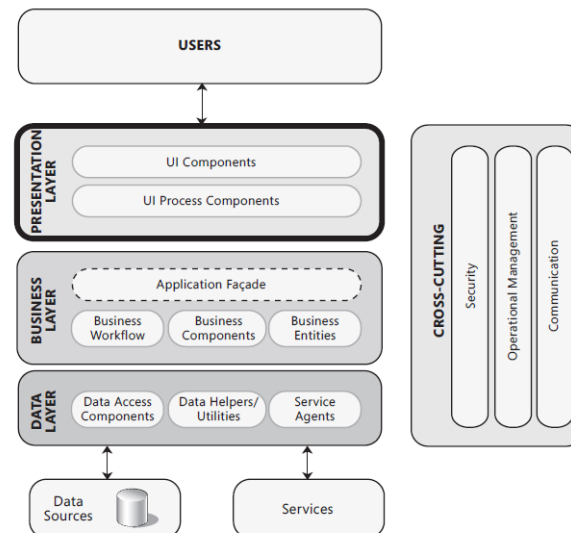 USERS
PRESENTATION
LAYER
UI Components
UI Process Components
BUSINESS
LAYER
Application Façade
Business
Workflow
Business
Components
Business
Entities
DATA
LAYER
Data Access
Components
Data Helpers/
Utilities
Service
Agents
Data
Sources
Services
CROSS-CUTTING
Security
Operational Management
Communication